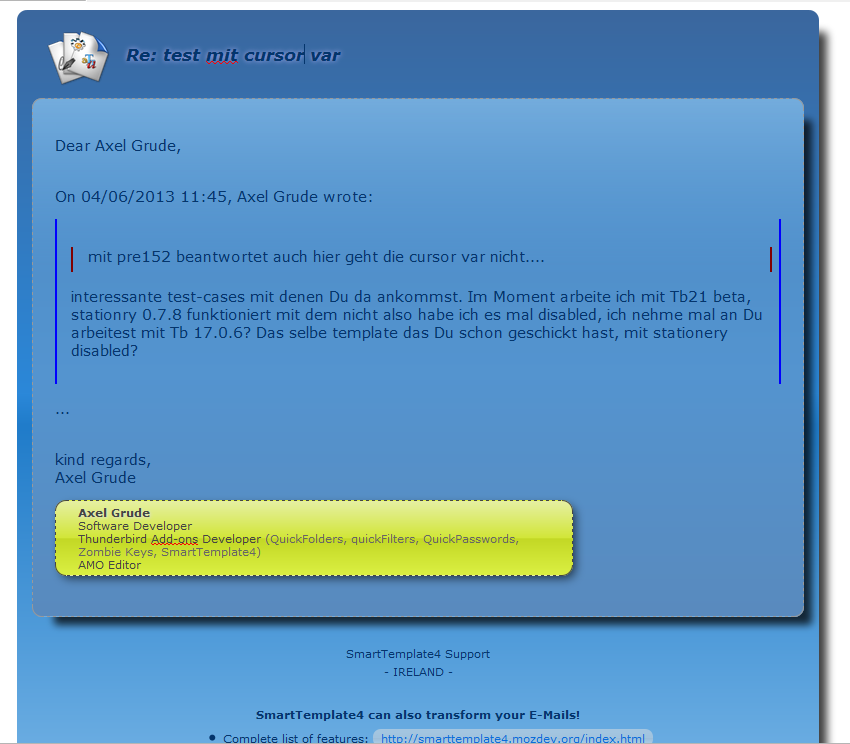 Re: test mit cursor var
Dear Axel Grude,
On 04/06/2013 11:45, Axel Grude wrote:
mit pre152 beantwortet auch hier geht die cursor var nicht....
interessante test-cases mit denen Du da ankommst. Im Moment arbeite ich mit Tb21 beta,
stationry 0.7.8 funktioniert mit dem nicht also habe ich es mal disabled, ich nehme mal an Du
arbeitest mit Tb 17.0.6? Das selbe template das Du schon geschickt hast, mit stationery
disabled?
...
kind regards,
Axel Grude
Axel Grude
Software Developer
Thunderbird Add-ons Developer (QuickFolders, quickFilters, QuickPasswords,
Zombie Keys, SmartTemplate4)
AMO Editor
SmartTemplate4 Support
- IRELAND -
SmartTemplate4 can also transform your E-Mails!
• Complete list of features: http://smarttemplate4.mozdev.org/index.html